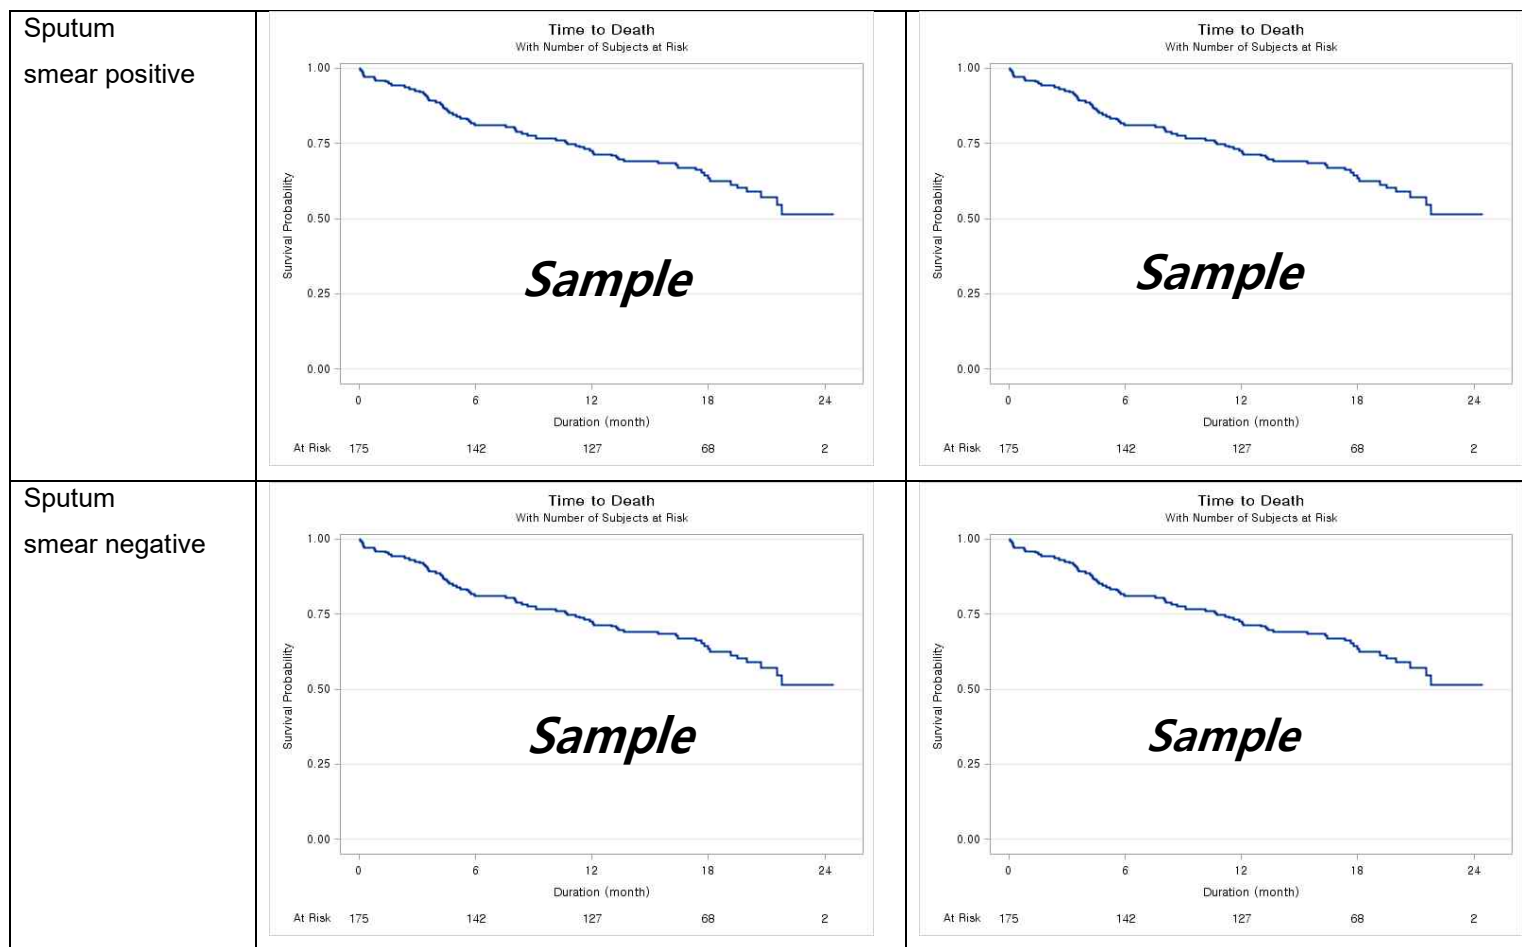 Sputum
smear positive
Time to Death
With Number of Subjects at Risk
1.00
0.75
0.50
0.25
0.00
Survival Probability
Sample
0 6 12 18 24
Duration (month)
At Risk 175 142 127 68 2
Time to Death
With Number of Subjects at Risk
1.00
0.75
0.50
0.25
0.00
Survival Probability
Sample
0 6 12 18 24
Duration (month)
At Risk 175 142 127 68 2
Sputum
smear negative
Time to Death
With Number of Subjects at Risk
1.00
0.75
0.50
0.25
0.00
Survival Probability
Sample
0 6 12 18 24
Duration (month)
At Risk 175 142 127 68 2
Time to Death
With Number of Subjects at Risk
1.00
0.75
0.50
0.25
0.00
Survival Probability
Sample
0 6 12 18 24
Duration (month)
At Risk 175 142 127 68 2